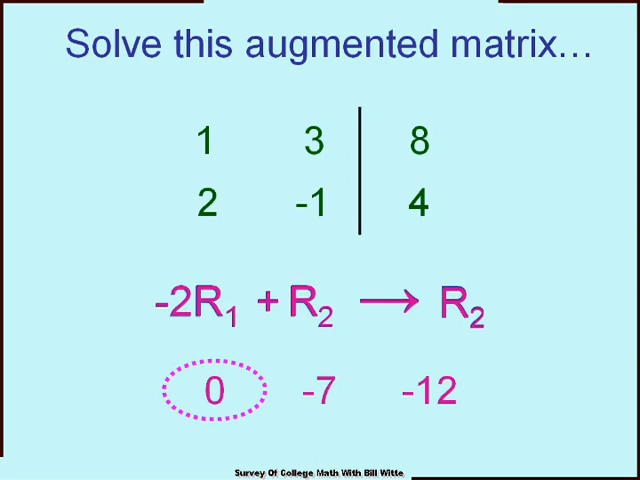 Solve this augmented matrix…
1 3 8
2 -1 4
-2R₁ + R₂ → R₂
0 -7 -12
Survey Of College Math With Bill Witte